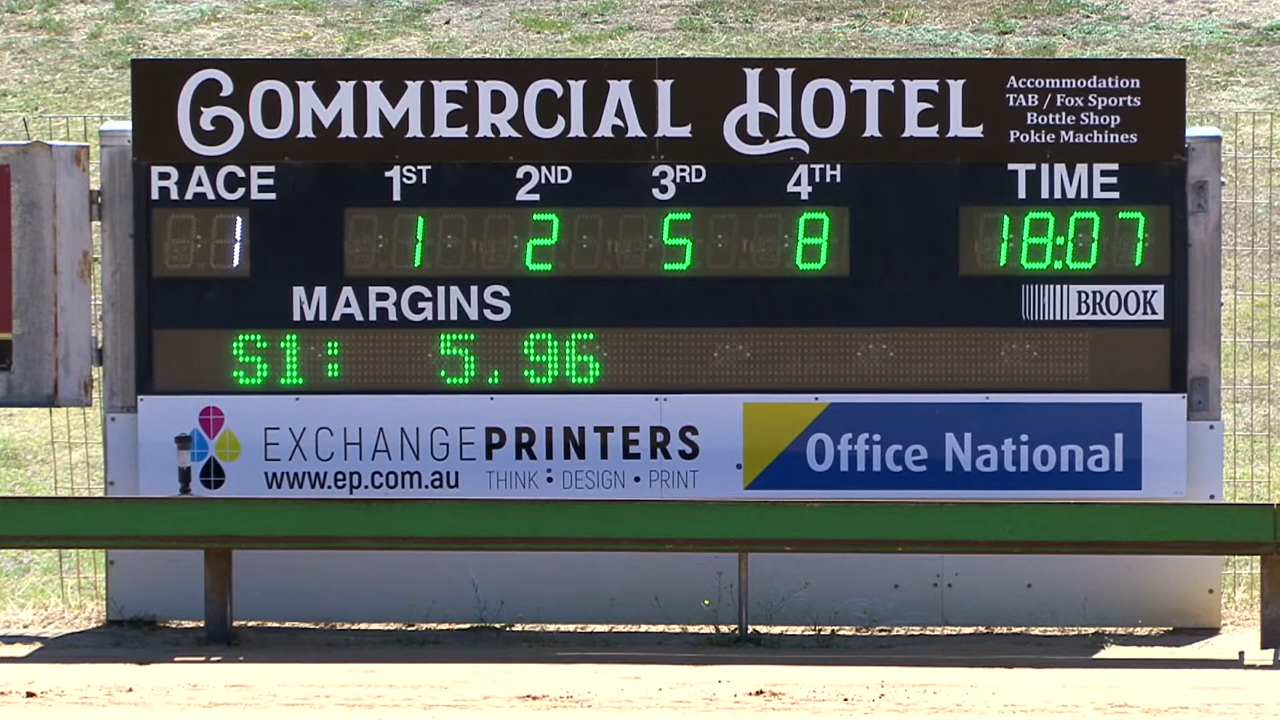 COMMERCIAL HOTEL
Accommodation
TAB / Fox Sports
Bottle Shop
Pokie Machines
RACE 1ST 2ND 3RD 4TH TIME
1 1 2 5 8 18:07
MARGINS
BROOK
S1: 5.96
EXCHANGEPRINTERS
www.ep.com.au THINK : DESIGN • PRINT
Office National